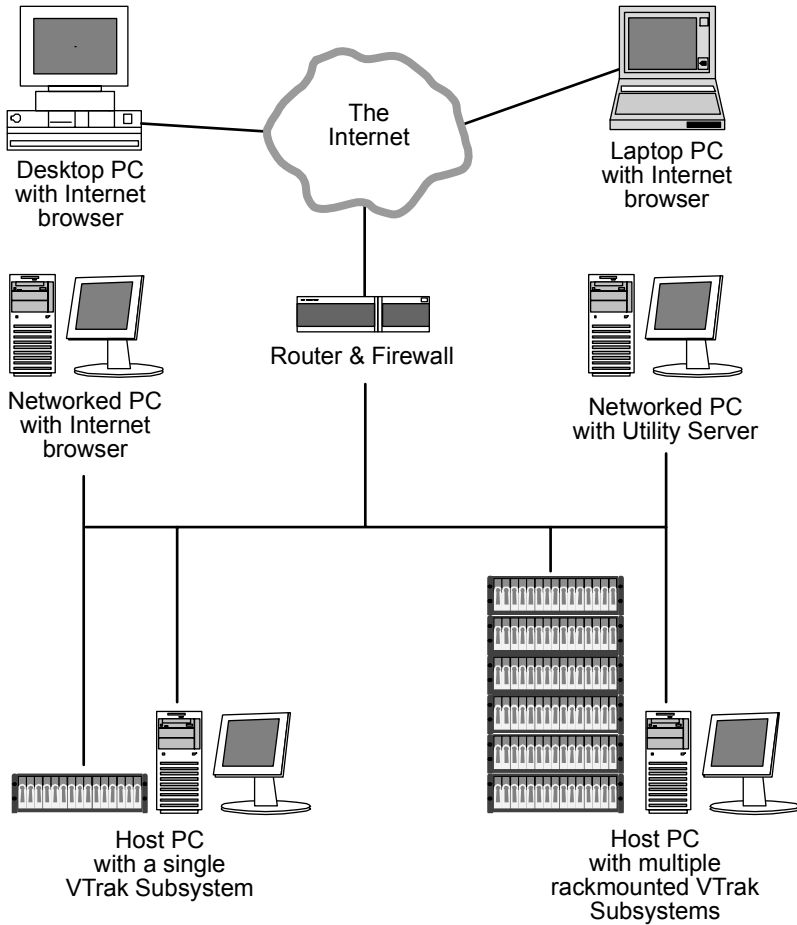 The
Internet
Desktop PC
with Internet
browser
Laptop PC
with Internet
browser
Router & Firewall
Networked PC
with Internet
browser
Networked PC
with Utility Server
Host PC
with a single
VTrak Subsystem
Host PC
with multiple
rackmounted VTrak
Subsystems